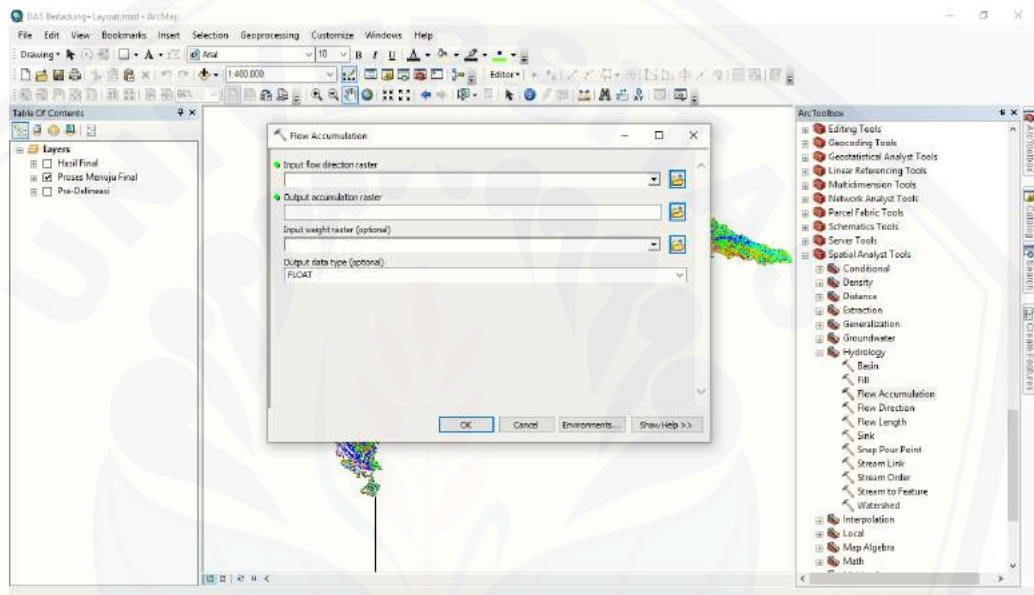 DAS Bedadung-Layout.mxd - ArcMap
File Edit View Bookmarks Insert Selection Geoprocessing Customize Windows Help
Drawing A Arial 10 B I U A
1:400.000 Editor
Table Of Contents
Layers
Hasil Final
Proses Menuju Final
Pra-Delineasi
Flow Accumulation
Input flow direction raster
Output accumulation raster
Input weight raster (optional)
Output data type (optional)
FLOAT
OK Cancel Environments... Show Help >>
ArcToolbox
Editing Tools
Geocoding Tools
Geostatistical Analyst Tools
Linear Referencing Tools
Multidimension Tools
Network Analyst Tools
Parcel Fabric Tools
Schematics Tools
Server Tools
Spatial Analyst Tools
Conditional
Density
Distance
Extraction
Generalization
Groundwater
Hydrology
Basin
Fill
Flow Accumulation
Flow Direction
Flow Length
Sink
Snap Pour Point
Stream Link
Stream Order
Stream to Feature
Watershed
Interpolation
Local
Map Algebra
Math
ArcToolbox
Catalog
Search
Create Features
UNIVERS